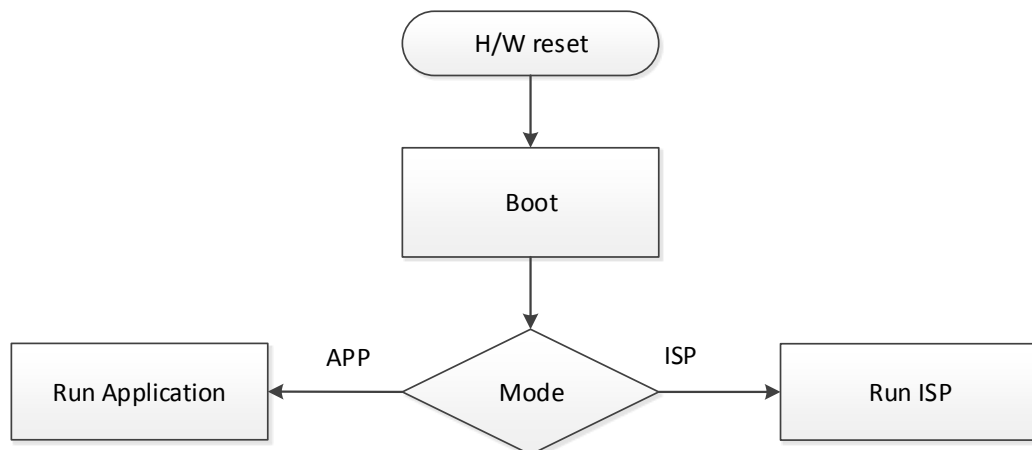 H/W reset
Boot
APP
ISP
Run Application
Mode
Run ISP